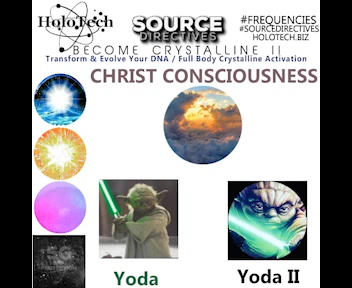 HoloTech
SOURCE
DIRECTIVES
#FREQUENCIES
#SOURCEDIRECTIVES
HOLOTECH.BIZ
BECOME CRYSTALLINE II
Transform & Evolve Your DNA / Full Body Crystalline Activation
CHRIST CONSCIOUSNESS
5G
Yoda
Yoda II